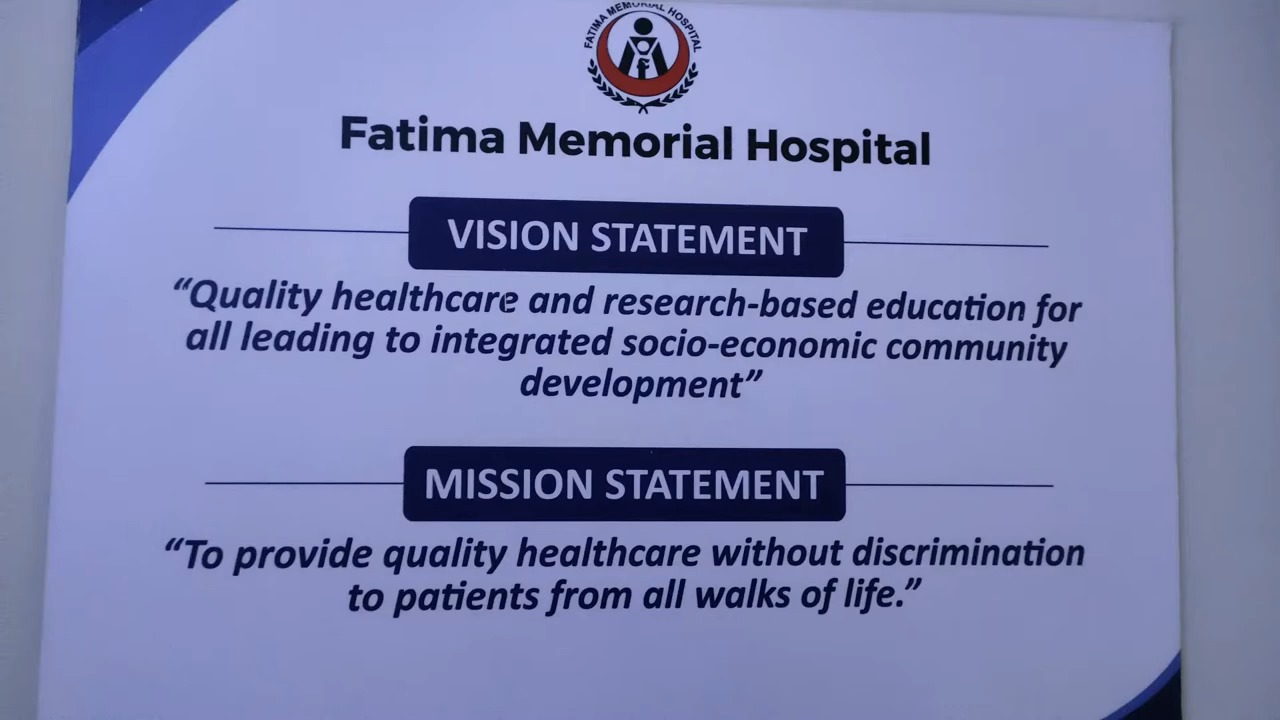 FATIMA MEMORIAL HOSPITAL
Fatima Memorial Hospital
VISION STATEMENT
“Quality healthcare and research-based education for
all leading to integrated socio-economic community
development”
MISSION STATEMENT
“To provide quality healthcare without discrimination
to patients from all walks of life.”